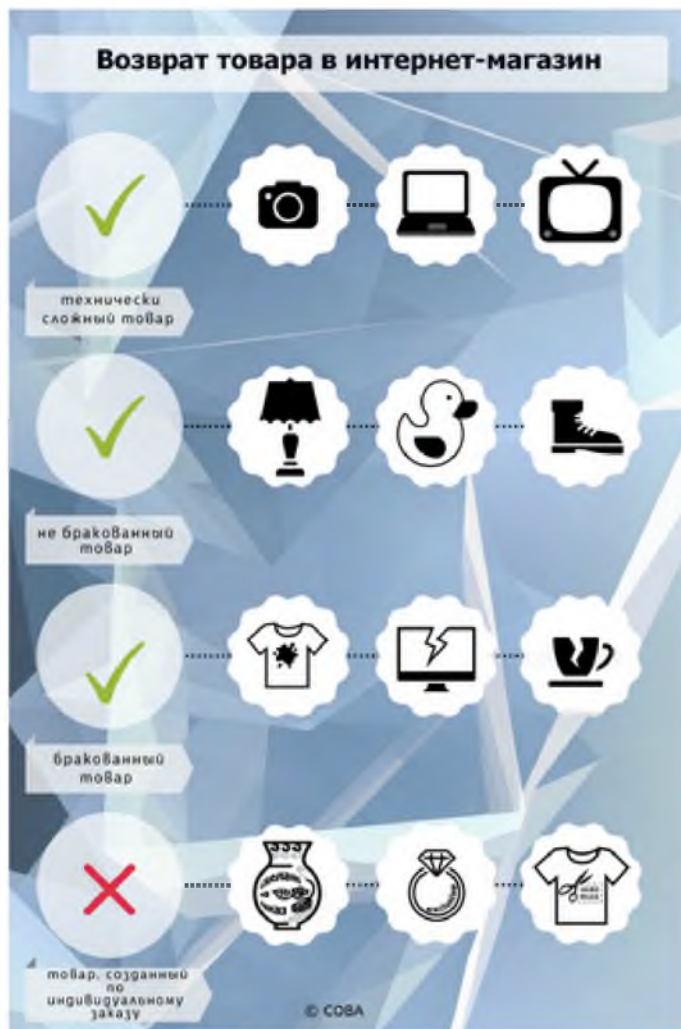 Возврат товара в интернет-магазин
технически
сложный товар
не бракованный
товар
бракованный
товар
товар, созданный
по
индивидуальному
заказу
© СОВА